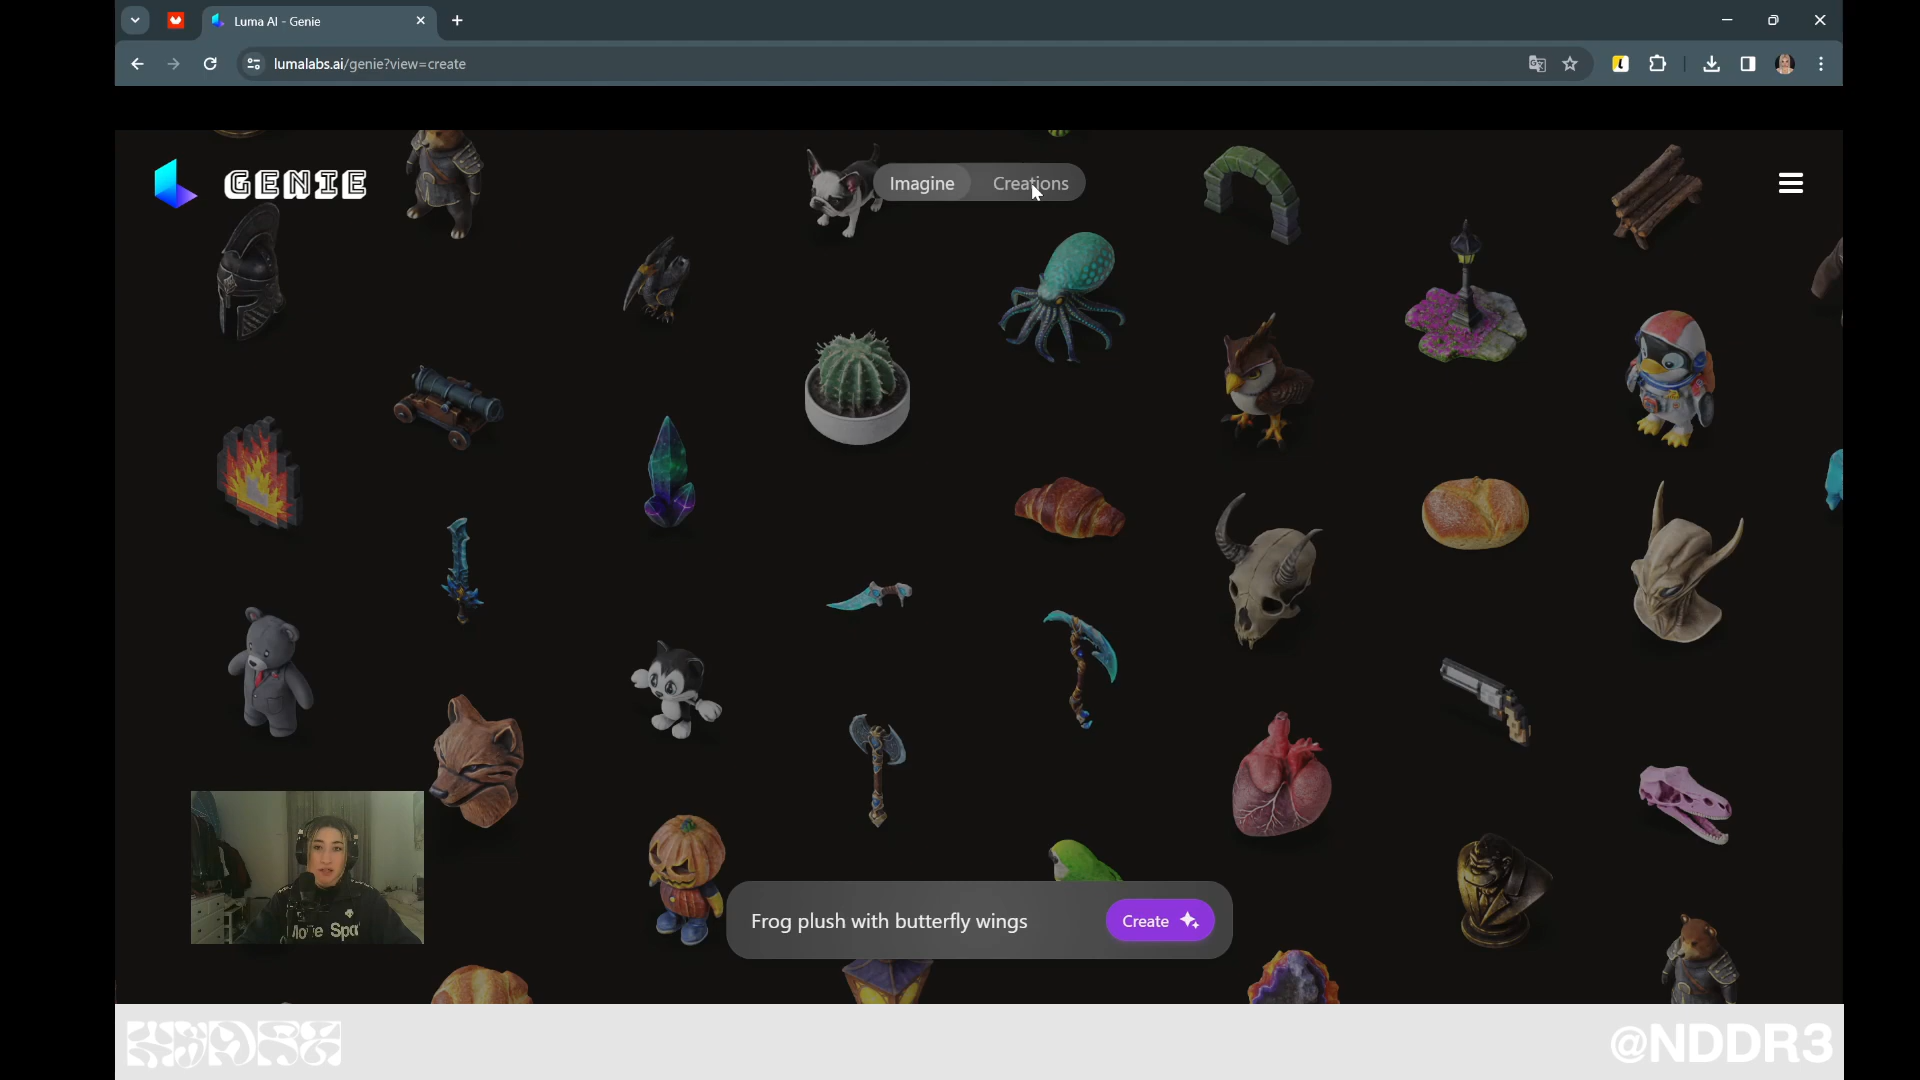 Luma AI - Genie
lumalabs.ai/genie?view=create
GENIE
Imagine
Creations
Frog plush with butterfly wings
Create
@NDDR3